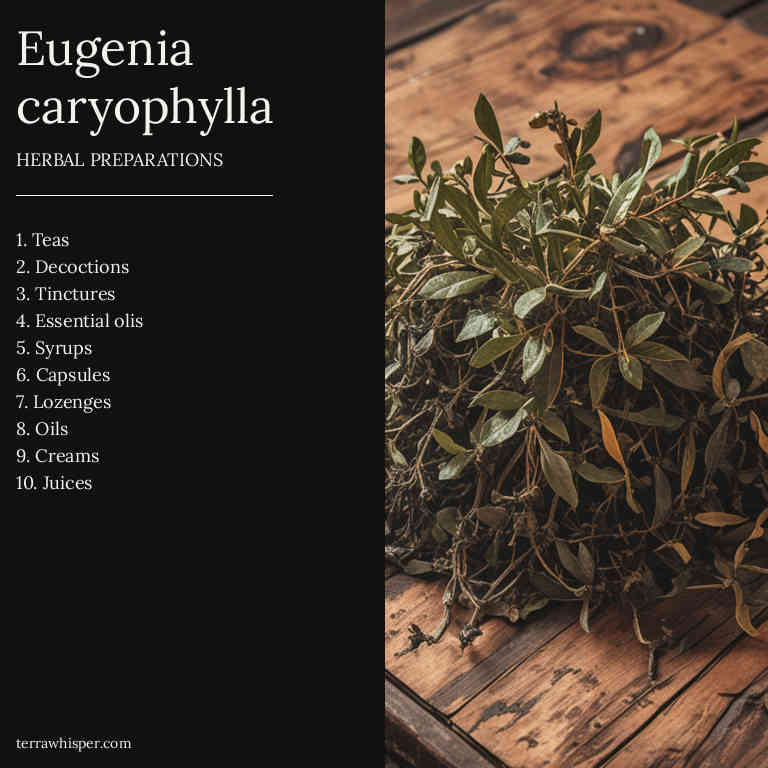 Eugenia
caryophylla
HERBAL PREPARATIONS
1. Teas
2. Decoctions
3. Tinctures
4. Essential olis
5. Syrups
6. Capsules
7. Lozenges
8. Oils
9. Creams
10. Juices
terrawhisper.com